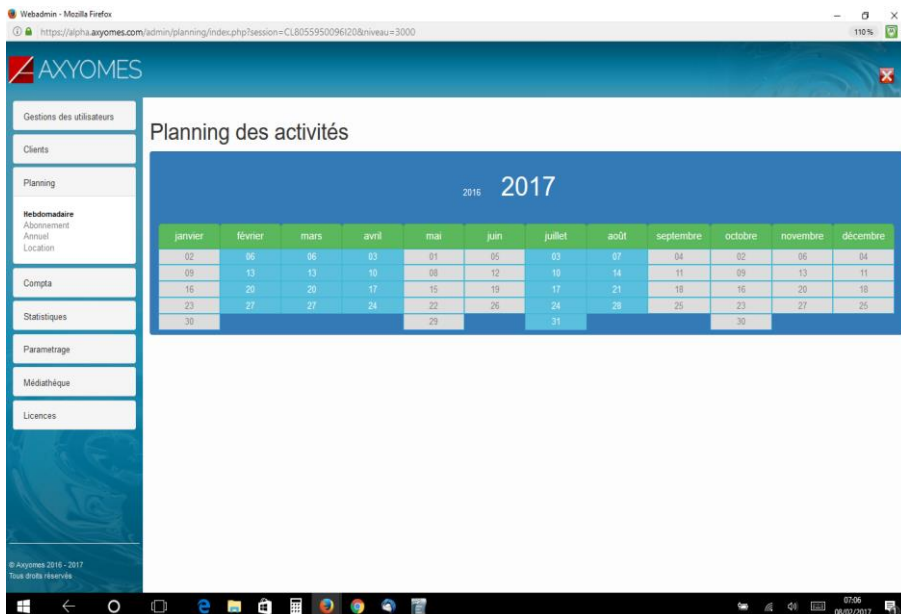 Webadmin - Mozilla Firefox
https://alpha.axyomes.com/admin/planning/index.php?session=CL8055950096I20&niveau=3000
110 %
AXYOMES
Gestions des utilisateurs
Clients
Planning
Hebdomadaire
Abonnement
Annuel
Location
Compta
Statistiques
Parametrage
Médiathèque
Licences
© Axyomes 2016 - 2017
Tous droits réservés
Planning des activités
2016 2017
janvier février mars avril mai juin juillet août septembre octobre novembre décembre
02 06 06 03 01 05 03 07 04 02 06 04
09 13 13 10 08 12 10 14 11 09 13 11
16 20 20 17 15 19 17 21 18 16 20 18
23 27 27 24 22 26 24 28 25 23 27 25
30 29 31 30
07:06
08/02/2017